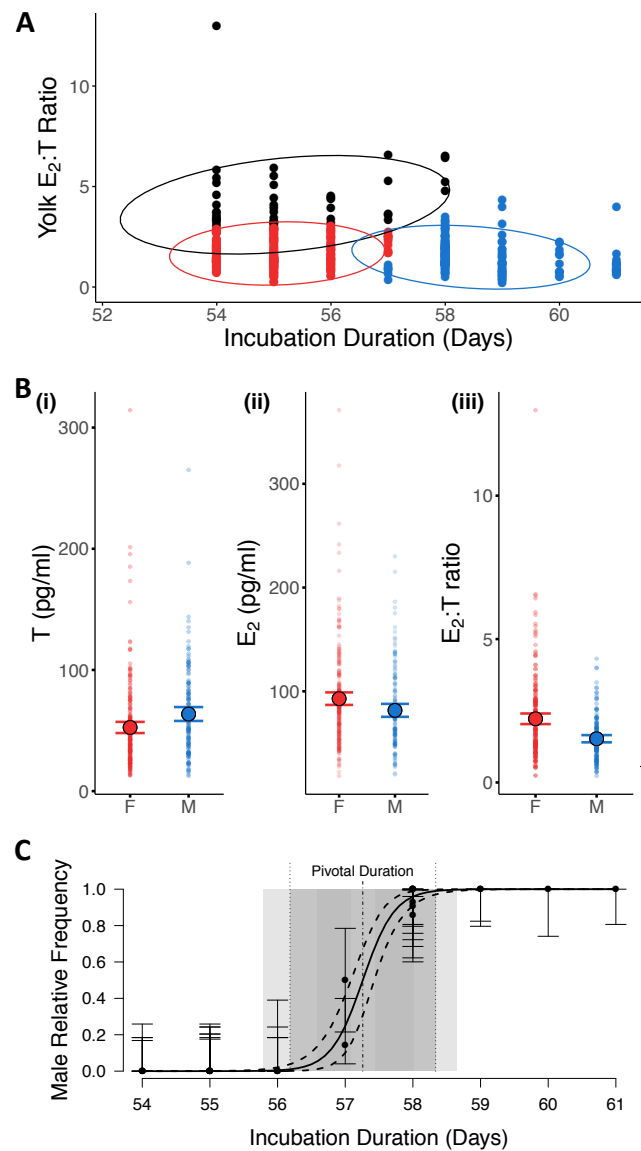 A
Yolk E₂:T Ratio
10
5
0
52 54 56 58 60
Incubation Duration (Days)
B
(i) (ii) (iii)
T (pg/ml)
300
200
100
0
F M
E₂ (pg/ml)
300
200
100
F M
E₂:T ratio
10
5
0
F M
C
Pivotal Duration
Male Relative Frequency
1.0
0.8
0.6
0.4
0.2
0.0
54 55 56 57 58 59 60 61
Incubation Duration (Days)